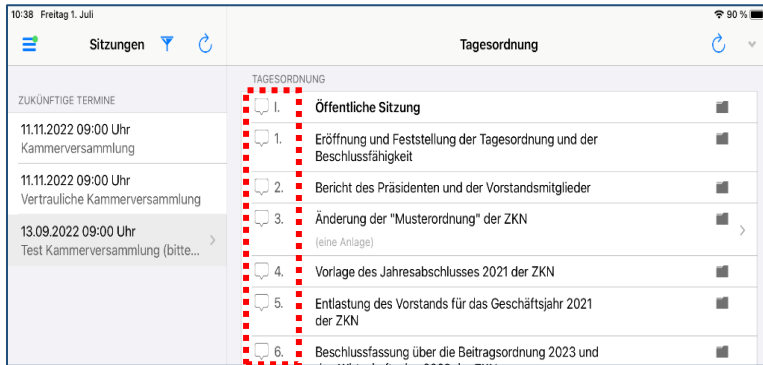 10:38 Freitag 1. Juli 90 %
Sitzungen
Tagesordnung
ZUKÜNFTIGE TERMINE
11.11.2022 09:00 Uhr
Kammerversammlung
11.11.2022 09:00 Uhr
Vertrauliche Kammerversammlung
13.09.2022 09:00 Uhr
Test Kammerversammlung (bitte...
TAGESORDNUNG
I. Öffentliche Sitzung
1. Eröffnung und Feststellung der Tagesordnung und der
Beschlussfähigkeit
2. Bericht des Präsidenten und der Vorstandsmitglieder
3. Änderung der "Musterordnung" der ZKN
(eine Anlage)
4. Vorlage des Jahresabschlusses 2021 der ZKN
5. Entlastung des Vorstands für das Geschäftsjahr 2021
der ZKN
6. Beschlussfassung über die Beitragsordnung 2023 und